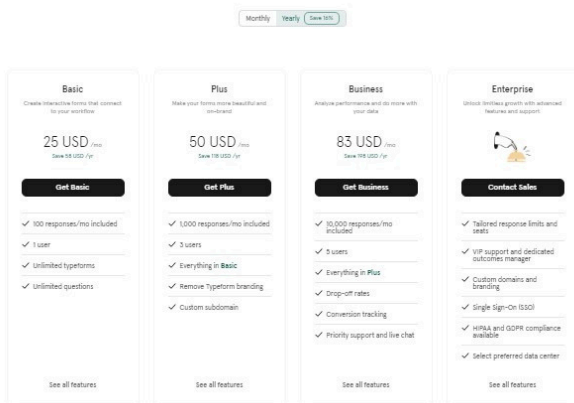 Monthly Yearly Save 16%
Basic
Create interactive forms that connect
to your workflow
25 USD /mo
Save 58 USD /yr
Get Basic
100 responses/mo included
1 user
Unlimited typeforms
Unlimited questions
See all features
Plus
Make your forms more beautiful and
on-brand
50 USD /mo
Save 118 USD /yr
Get Plus
1,000 responses/mo included
3 users
Everything in Basic
Remove Typeform branding
Custom subdomain
See all features
Business
Analyze performance and do more with
your data
83 USD /mo
Save 198 USD /yr
Get Business
10,000 responses/mo
included
5 users
Everything in Plus
Drop-off rates
Conversion tracking
Priority support and live chat
See all features
Enterprise
Unlock limitless growth with advanced
features and support
Contact Sales
Tailored response limits and
seats
VIP support and dedicated
outcomes manager
Custom domains and
branding
Single Sign-On (SSO)
HIPAA and GDPR compliance
available
Select preferred data center
See all features